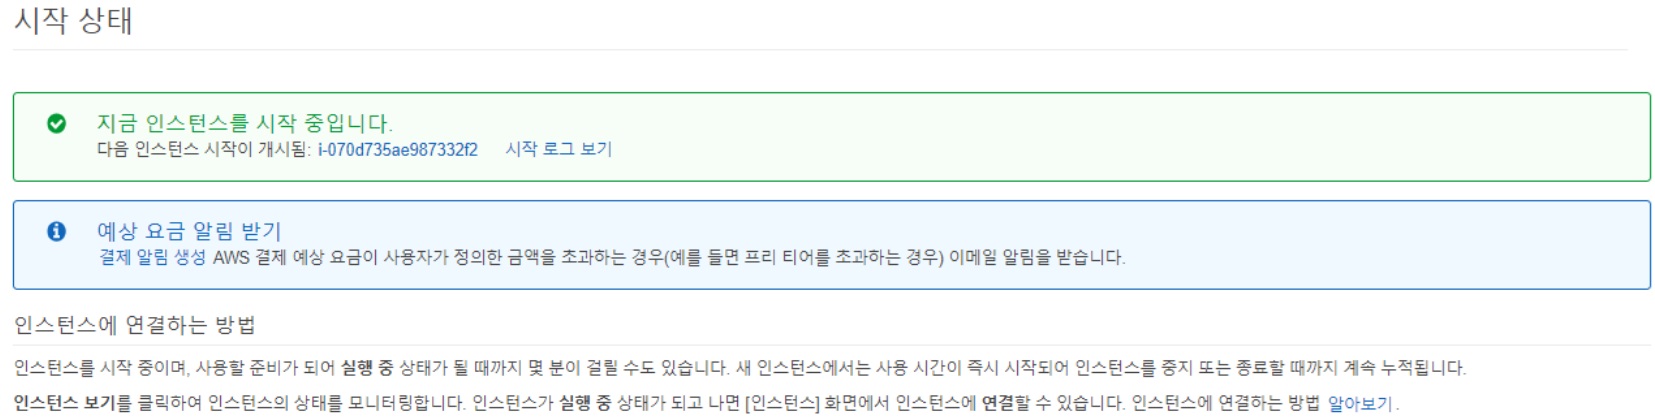 시작 상태
지금 인스턴스를 시작 중입니다.
다음 인스턴스 시작이 개시됨: i-070d735ae987332f2 시작 로그 보기
예상 요금 알림 받기
결제 알림 생성 AWS 결제 예상 요금이 사용자가 정의한 금액을 초과하는 경우(예를 들면 프리 티어를 초과하는 경우) 이메일 알림을 받습니다.
인스턴스에 연결하는 방법
인스턴스를 시작 중이며, 사용할 준비가 되어 실행 중 상태가 될 때까지 몇 분이 걸릴 수도 있습니다. 새 인스턴스에서는 사용 시간이 즉시 시작되어 인스턴스를 중지 또는 종료할 때까지 계속 누적됩니다.
인스턴스 보기를 클릭하여 인스턴스의 상태를 모니터링합니다. 인스턴스가 실행 중 상태가 되고 나면 [인스턴스] 화면에서 인스턴스에 연결할 수 있습니다. 인스턴스에 연결하는 방법 알아보기.